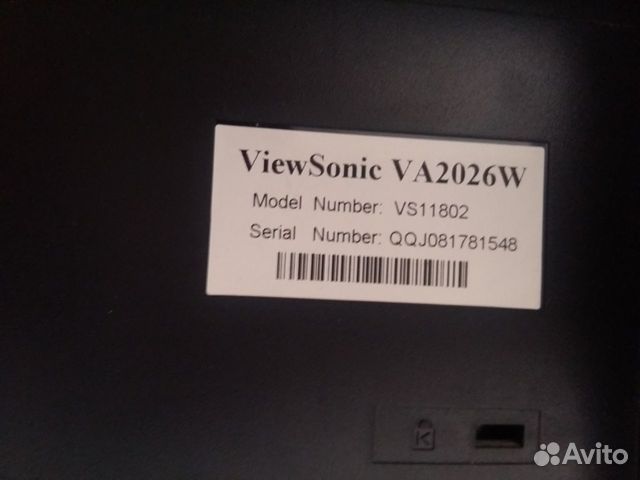 ViewSonic VA2026W
Model Number: VS11802
Serial Number: QQJ081781548
K
Avito